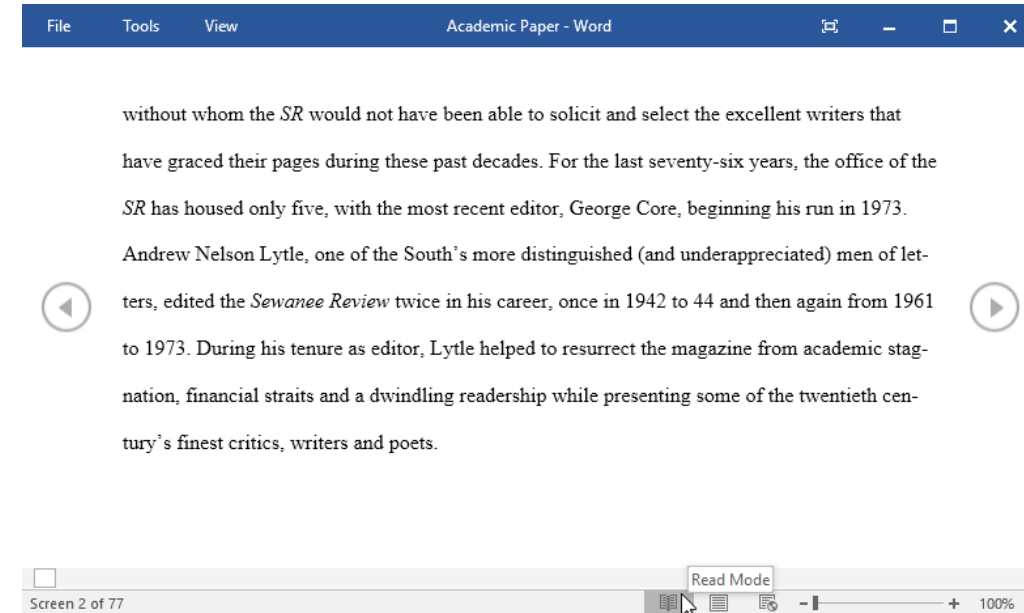 File Tools View Academic Paper - Word
without whom the SR would not have been able to solicit and select the excellent writers that
have graced their pages during these past decades. For the last seventy-six years, the office of the
SR has housed only five, with the most recent editor, George Core, beginning his run in 1973.
Andrew Nelson Lytle, one of the South’s more distinguished (and underappreciated) men of let-
ters, edited the Sewanee Review twice in his career, once in 1942 to 44 and then again from 1961
to 1973. During his tenure as editor, Lytle helped to resurrect the magazine from academic stag-
nation, financial straits and a dwindling readership while presenting some of the twentieth cen-
tury’s finest critics, writers and poets.
Read Mode
Screen 2 of 77 100%